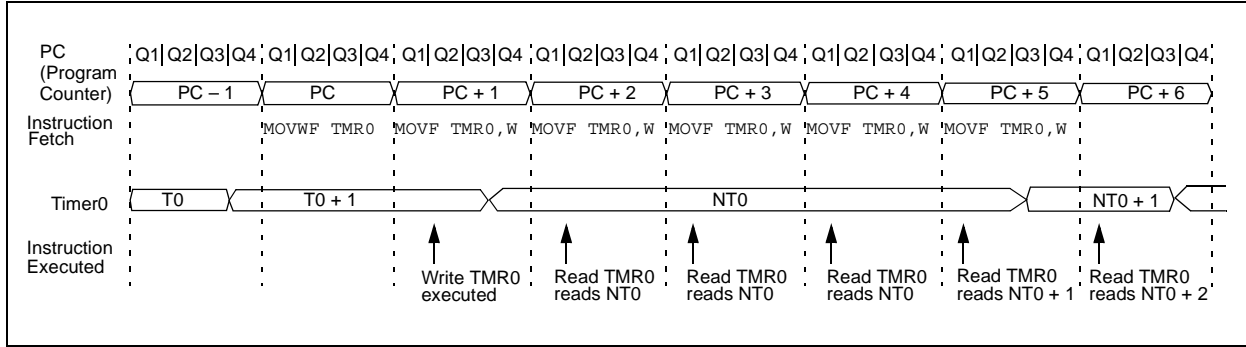 PC
(Program
Counter)
Q1 Q2 Q3 Q4 Q1 Q2 Q3 Q4 Q1 Q2 Q3 Q4 Q1 Q2 Q3 Q4 Q1 Q2 Q3 Q4 Q1 Q2 Q3 Q4 Q1 Q2 Q3 Q4 Q1 Q2 Q3 Q4
PC – 1 PC PC + 1 PC + 2 PC + 3 PC + 4 PC + 5 PC + 6
Instruction
Fetch
MOVWF TMR0 MOVF TMR0,W MOVF TMR0,W MOVF TMR0,W MOVF TMR0,W MOVF TMR0,W
Timer0
T0 T0 + 1 NT0 NT0 + 1
Instruction
Executed
Write TMR0
executed
Read TMR0
reads NT0
Read TMR0
reads NT0
Read TMR0
reads NT0
Read TMR0
reads NT0 + 1
Read TMR0
reads NT0 + 2